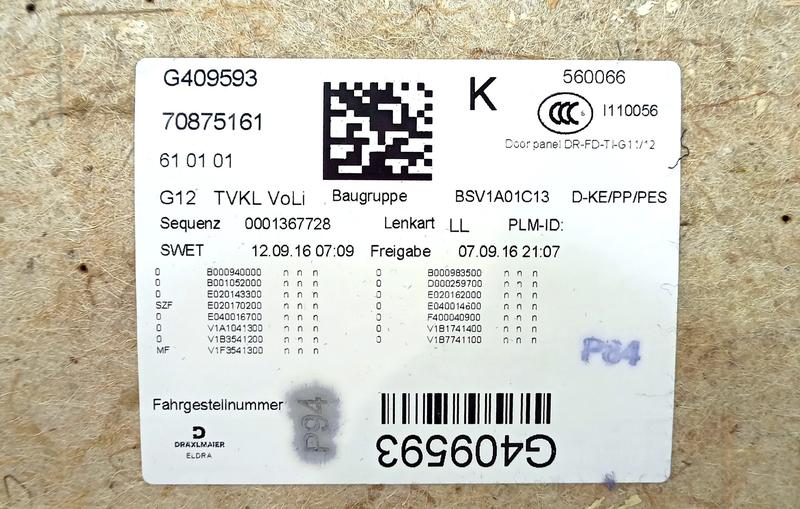 G409593 K 560066
CCC S I110056
70875161
Door panel DR-FD-TI-G11/12
61 01 01
G12 TVKL VoLi Baugruppe BSV1A01C13 D-KE/PP/PES
Sequenz 0001367728 Lenkart LL PLM-ID:
SWET 12.09.16 07:09 Freigabe 07.09.16 21:07
0 B000940000 n n n 0 B000983500 n n n
0 B001052000 n n n 0 D000259700 n n n
0 E020143300 n n n 0 E020162000 n n n
SZF E020170200 n n n 0 E040014600 n n n
0 E040016700 n n n 0 F400040900 n n n
0 V1A1041300 n n n 0 V1B1741400 n n n
0 V1B3541200 n n n 0 V1B7741100 n n n
MF V1F3541300 n n n
P84
Fahrgestellnummer
P94
DRÄXLMAIER
ELDRA
G409593